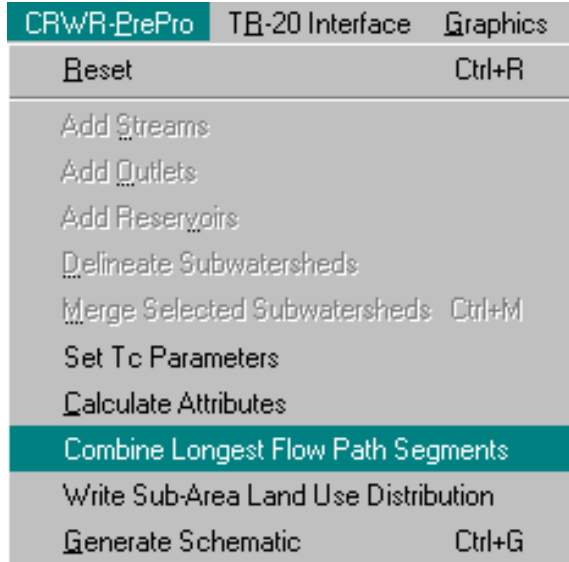 CRWR-PrePro TR-20 Interface Graphics
Reset Ctrl+R
Add Streams
Add Outlets
Add Reservoirs
Delineate Subwatersheds
Merge Selected Subwatersheds Ctrl+M
Set Tc Parameters
Calculate Attributes
Combine Longest Flow Path Segments
Write Sub-Area Land Use Distribution
Generate Schematic Ctrl+G